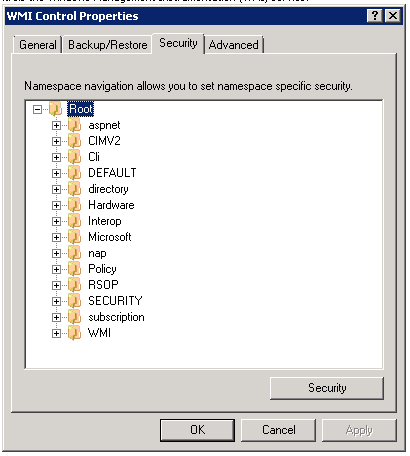 WMI Control Properties
General Backup/Restore Security Advanced
Namespace navigation allows you to set namespace specific security.
Root
aspnet
CIMV2
Cli
DEFAULT
directory
Hardware
Interop
Microsoft
nap
Policy
RSOP
SECURITY
subscription
WMI
Security
OK Cancel Apply